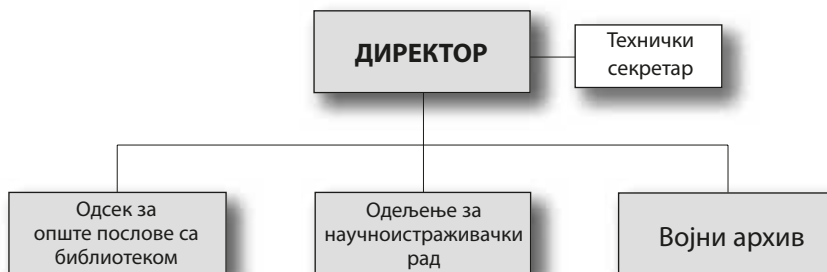 ДИРЕКТОР
Технички
секретар
Одсек за
опште послове са
библиотеком
Одељење за
научноистраживачки
рад
Војни архив